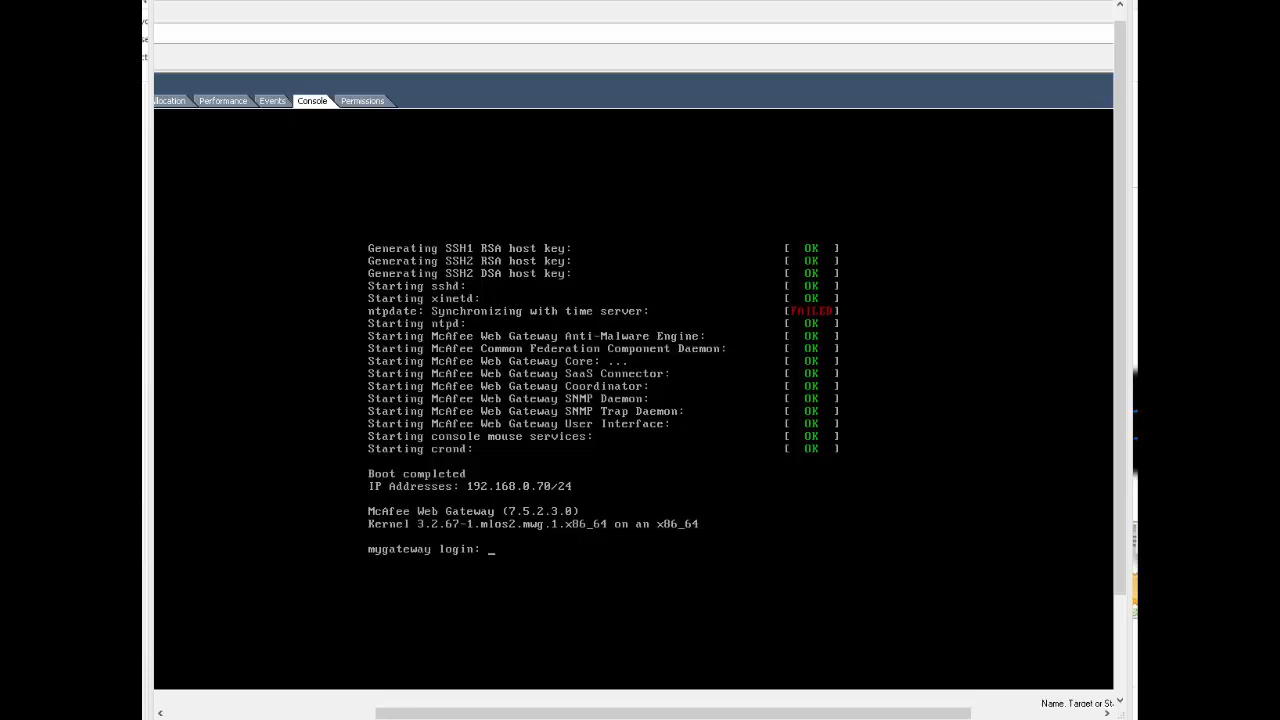 llocation Performance Events Console Permissions
Generating SSH1 RSA host key: [ OK ]
Generating SSH2 RSA host key: [ OK ]
Generating SSH2 DSA host key: [ OK ]
Starting sshd: [ OK ]
Starting xinetd: [ OK ]
ntpdate: Synchronizing with time server: [FAILED]
Starting ntpd: [ OK ]
Starting McAfee Web Gateway Anti-Malware Engine: [ OK ]
Starting McAfee Common Federation Component Daemon: [ OK ]
Starting McAfee Web Gateway Core: ... [ OK ]
Starting McAfee Web Gateway SaaS Connector: [ OK ]
Starting McAfee Web Gateway Coordinator: [ OK ]
Starting McAfee Web Gateway SNMP Daemon: [ OK ]
Starting McAfee Web Gateway SNMP Trap Daemon: [ OK ]
Starting McAfee Web Gateway User Interface: [ OK ]
Starting console mouse services: [ OK ]
Starting crond: [ OK ]
Boot completed
IP Addresses: 192.168.0.70/24
McAfee Web Gateway (7.5.2.3.0)
Kernel 3.2.67-1.mlos2.mwg.1.x86_64 on an x86_64
mygateway login: _
Name, Target or St